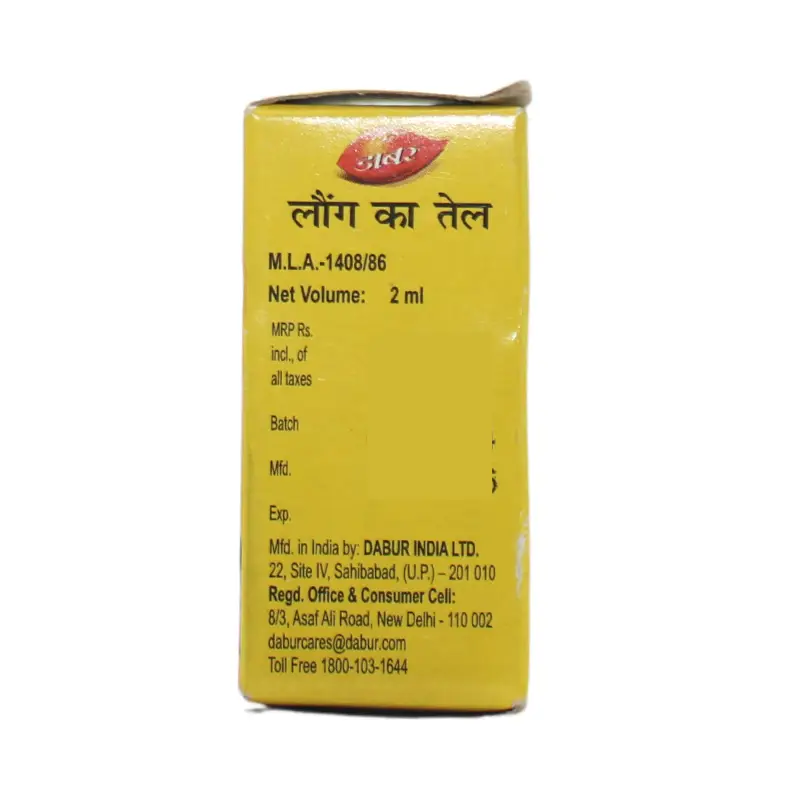 डाबर
लौंग का तेल
M.L.A.-1408/86
Net Volume: 2 ml
MRP Rs.
incl., of
all taxes
Batch
Mfd.
Exp.
Mfd. in India by: DABUR INDIA LTD.
22, Site IV, Sahibabad, (U.P.) – 201 010
Regd. Office & Consumer Cell:
8/3, Asaf Ali Road, New Delhi - 110 002
daburcares@dabur.com
Toll Free 1800-103-1644